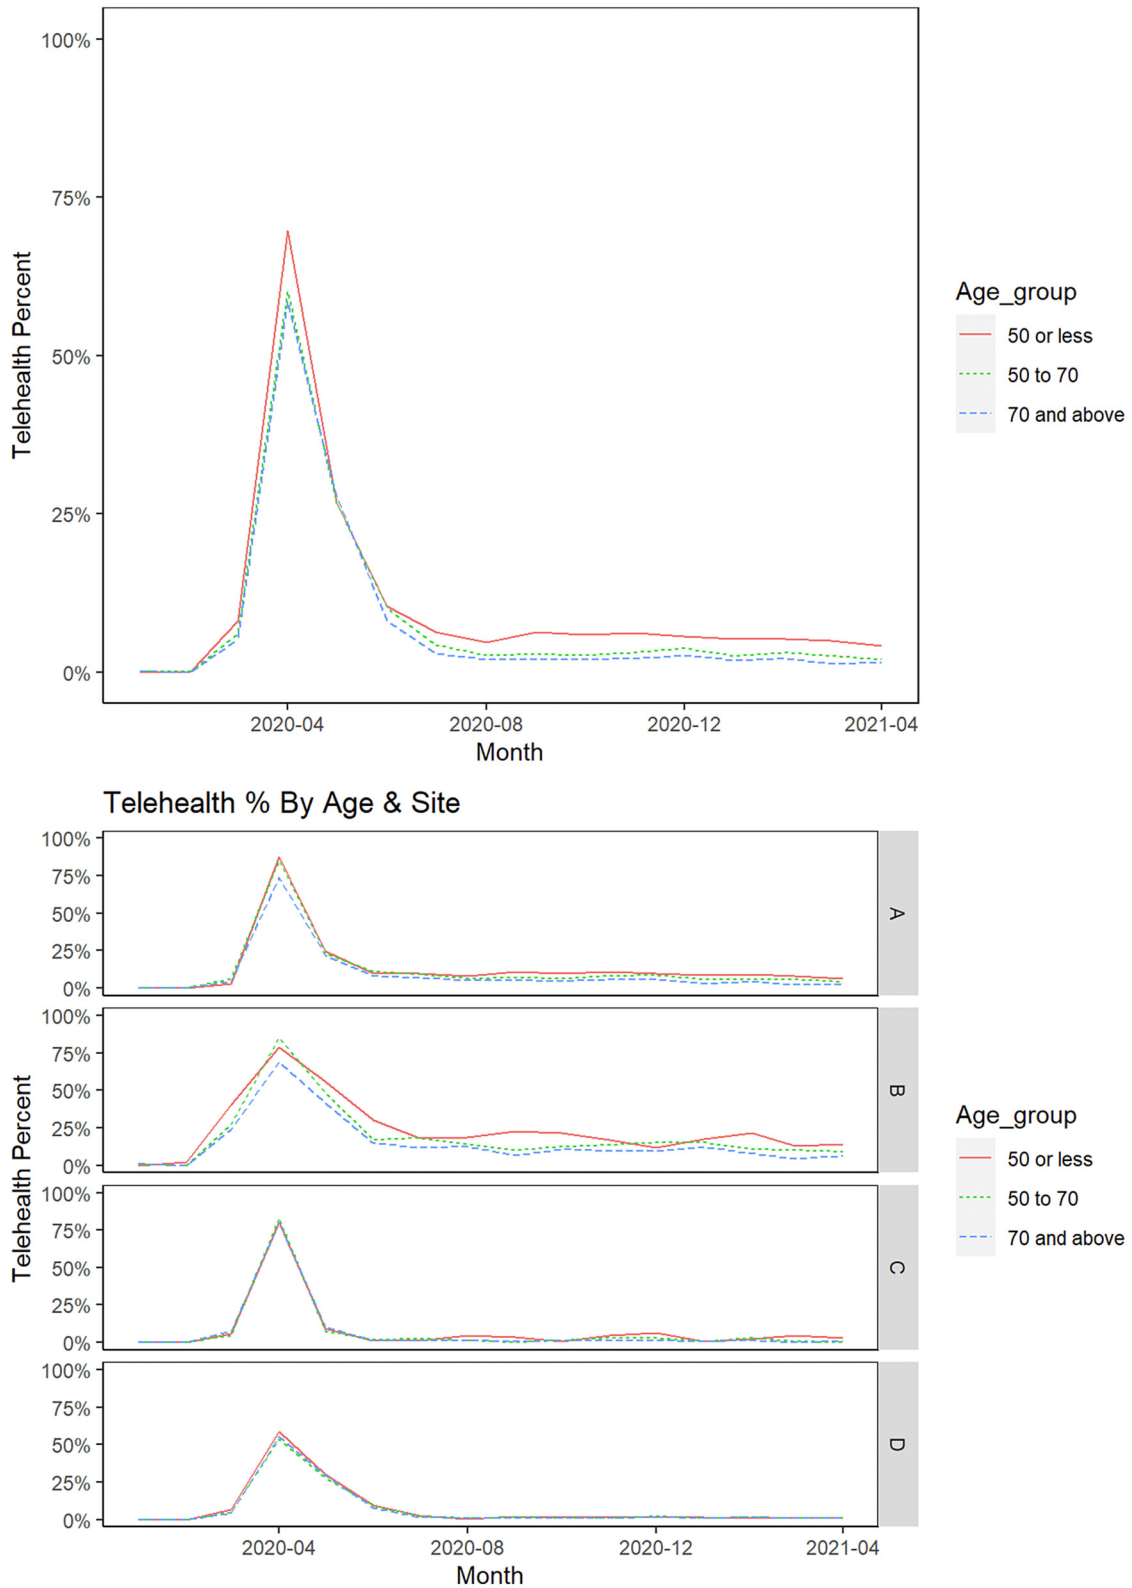 100%
75%
50%
25%
0%
Telehealth Percent
2020-04 2020-08 2020-12 2021-04
Month
Age_group
50 or less
50 to 70
70 and above
Telehealth % By Age & Site
100%
75%
50%
25%
0%
A
100%
75%
50%
25%
0%
B
100%
75%
50%
25%
0%
C
100%
75%
50%
25%
0%
D
Telehealth Percent
2020-04 2020-08 2020-12 2021-04
Month
Age_group
50 or less
50 to 70
70 and above